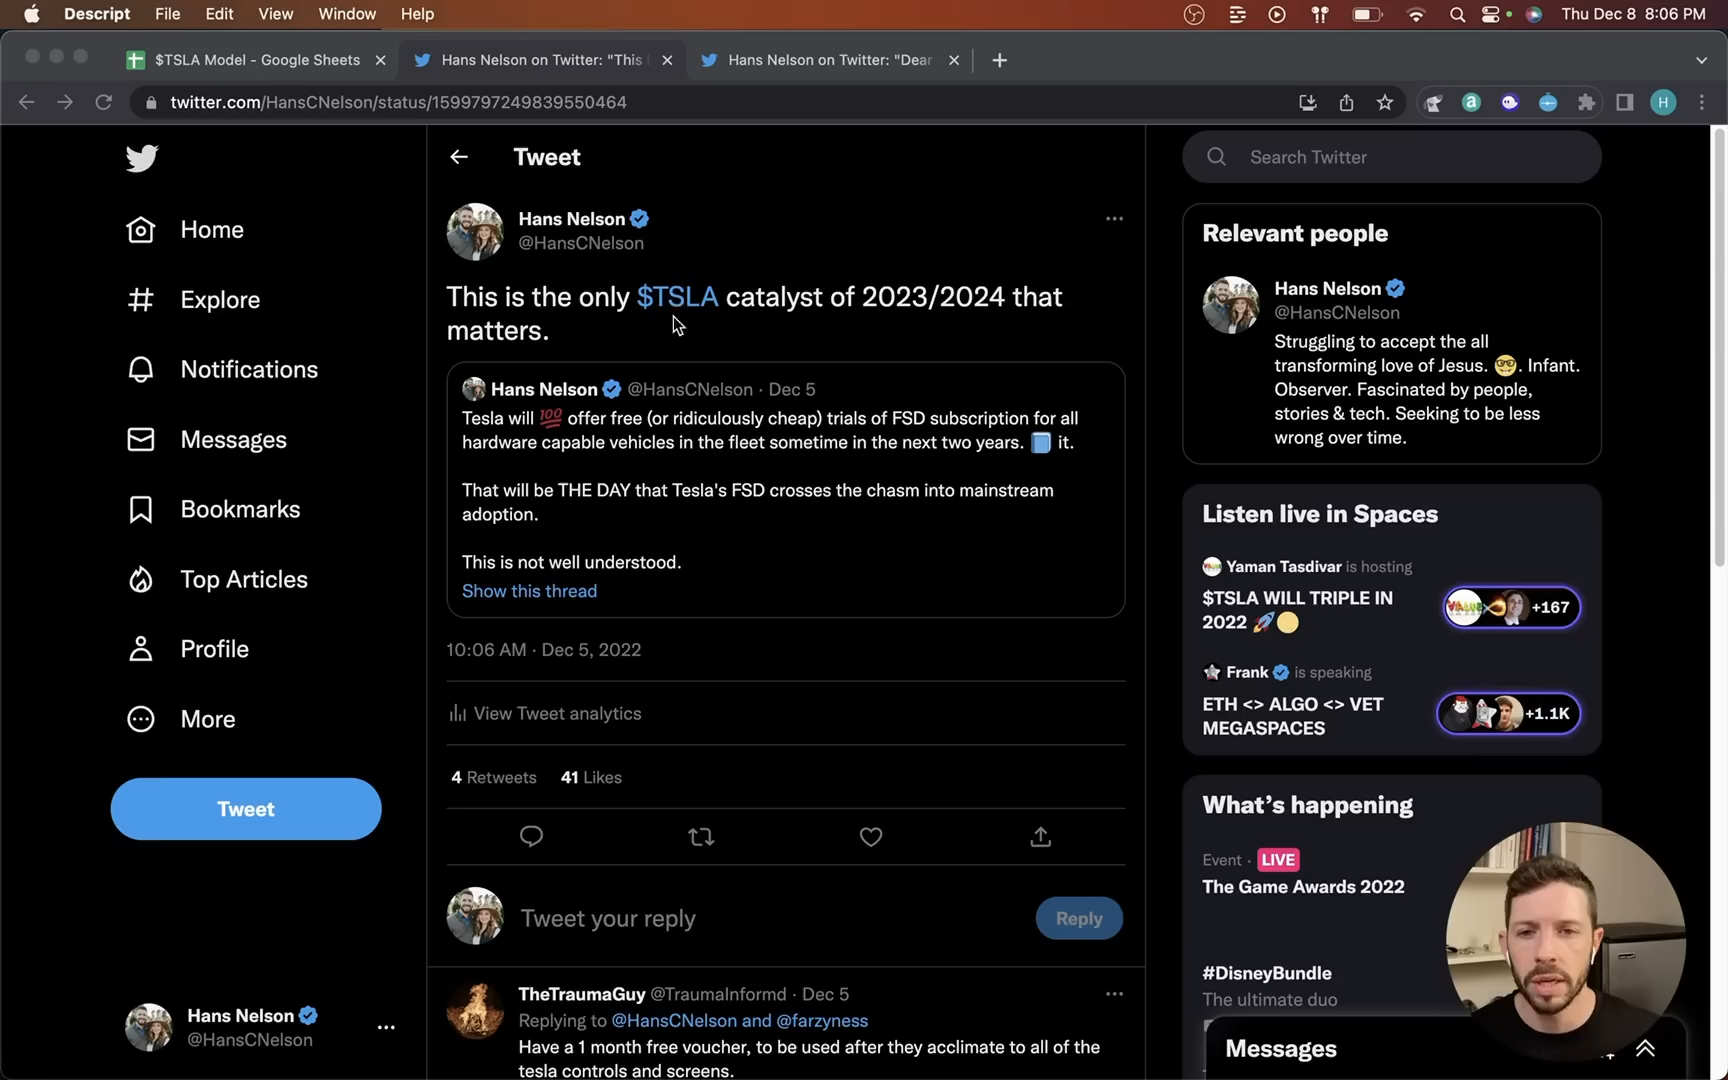 Descript File Edit View Window Help
Thu Dec 8 8:06 PM
$TSLA Model - Google Sheets
Hans Nelson on Twitter: "This
Hans Nelson on Twitter: "Dear
twitter.com/HansCNelson/status/1599797249839550464
a
H
Home
Explore
Notifications
Messages
Bookmarks
Top Articles
Profile
More
Tweet
Hans Nelson
@HansCNelson
Tweet
Hans Nelson
@HansCNelson
This is the only $TSLA catalyst of 2023/2024 that
matters.
Hans Nelson @HansCNelson · Dec 5
Tesla will 💯 offer free (or ridiculously cheap) trials of FSD subscription for all
hardware capable vehicles in the fleet sometime in the next two years. 📘 it.
That will be THE DAY that Tesla's FSD crosses the chasm into mainstream
adoption.
This is not well understood.
Show this thread
10:06 AM · Dec 5, 2022
View Tweet analytics
4 Retweets 41 Likes
Tweet your reply
Reply
TheTraumaGuy @TraumaInformd · Dec 5
Replying to @HansCNelson and @farzyness
Have a 1 month free voucher, to be used after they acclimate to all of the
tesla controls and screens.
Search Twitter
Relevant people
Hans Nelson
@HansCNelson
Struggling to accept the all
transforming love of Jesus. 🤓. Infant.
Observer. Fascinated by people,
stories & tech. Seeking to be less
wrong over time.
Listen live in Spaces
Yaman Tasdivar is hosting
$TSLA WILL TRIPLE IN
2022 🚀🌕
VALUE
+167
Frank is speaking
ETH <> ALGO <> VET
MEGASPACES
+1.1K
What's happening
Event · LIVE
The Game Awards 2022
#DisneyBundle
The ultimate duo
Messages